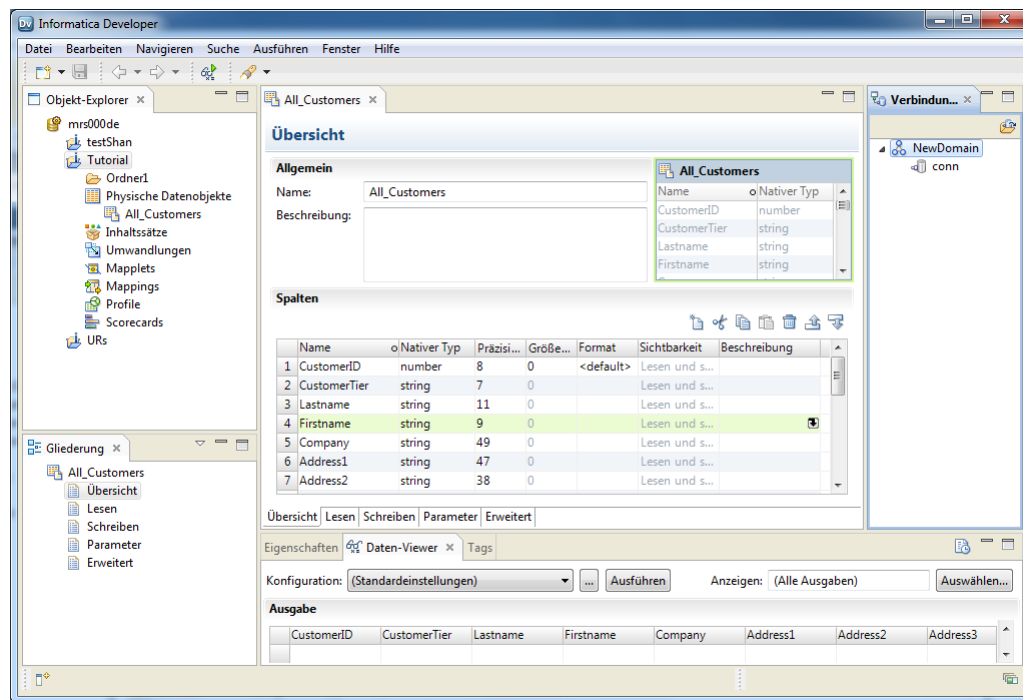 Informatica Developer
Datei Bearbeiten Navigieren Suche Ausführen Fenster Hilfe
Objekt-Explorer
mrs000de
testShan
Tutorial
Ordner1
Physische Datenobjekte
All_Customers
Inhaltssätze
Umwandlungen
Mapplets
Mappings
Profile
Scorecards
URs
Gliederung
All_Customers
Übersicht
Lesen
Schreiben
Parameter
Erweitert
All_Customers
Übersicht
Allgemein
Name: All_Customers
Beschreibung:
All_Customers
Name Nativer Typ
CustomerID number
CustomerTier string
Lastname string
Firstname string
Spalten
Name Nativer Typ Präzisi... Größe... Format Sichtbarkeit Beschreibung
1 CustomerID number 8 0 <default> Lesen und s...
2 CustomerTier string 7 0 Lesen und s...
3 Lastname string 11 0 Lesen und s...
4 Firstname string 9 0 Lesen und s...
5 Company string 49 0 Lesen und s...
6 Address1 string 47 0 Lesen und s...
7 Address2 string 38 0 Lesen und s...
Übersicht Lesen Schreiben Parameter Erweitert
Verbindun...
NewDomain
conn
Eigenschaften Daten-Viewer Tags
Konfiguration: (Standardeinstellungen) ... Ausführen Anzeigen: (Alle Ausgaben) Auswählen...
Ausgabe
CustomerID CustomerTier Lastname Firstname Company Address1 Address2 Address3